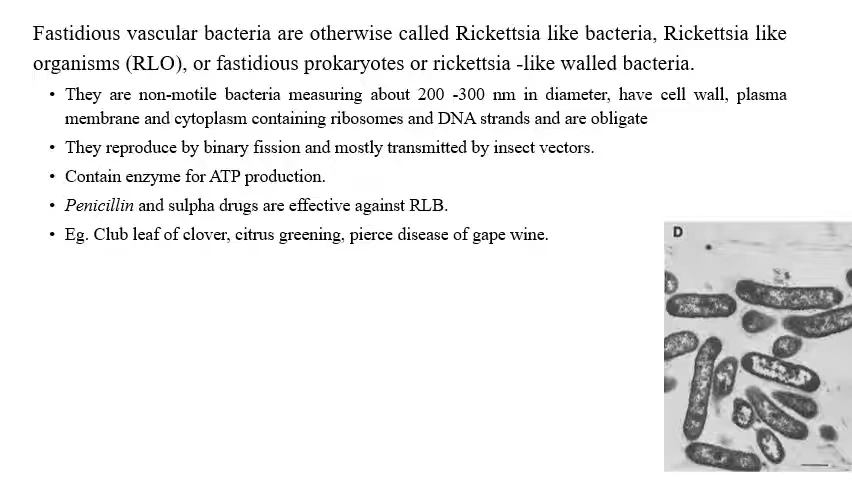 Fastidious vascular bacteria are otherwise called Rickettsia like bacteria, Rickettsia like
organisms (RLO), or fastidious prokaryotes or rickettsia -like walled bacteria.
• They are non-motile bacteria measuring about 200 -300 nm in diameter, have cell wall, plasma
membrane and cytoplasm containing ribosomes and DNA strands and are obligate
• They reproduce by binary fission and mostly transmitted by insect vectors.
• Contain enzyme for ATP production.
• Penicillin and sulpha drugs are effective against RLB.
• Eg. Club leaf of clover, citrus greening, pierce disease of gape wine.
D